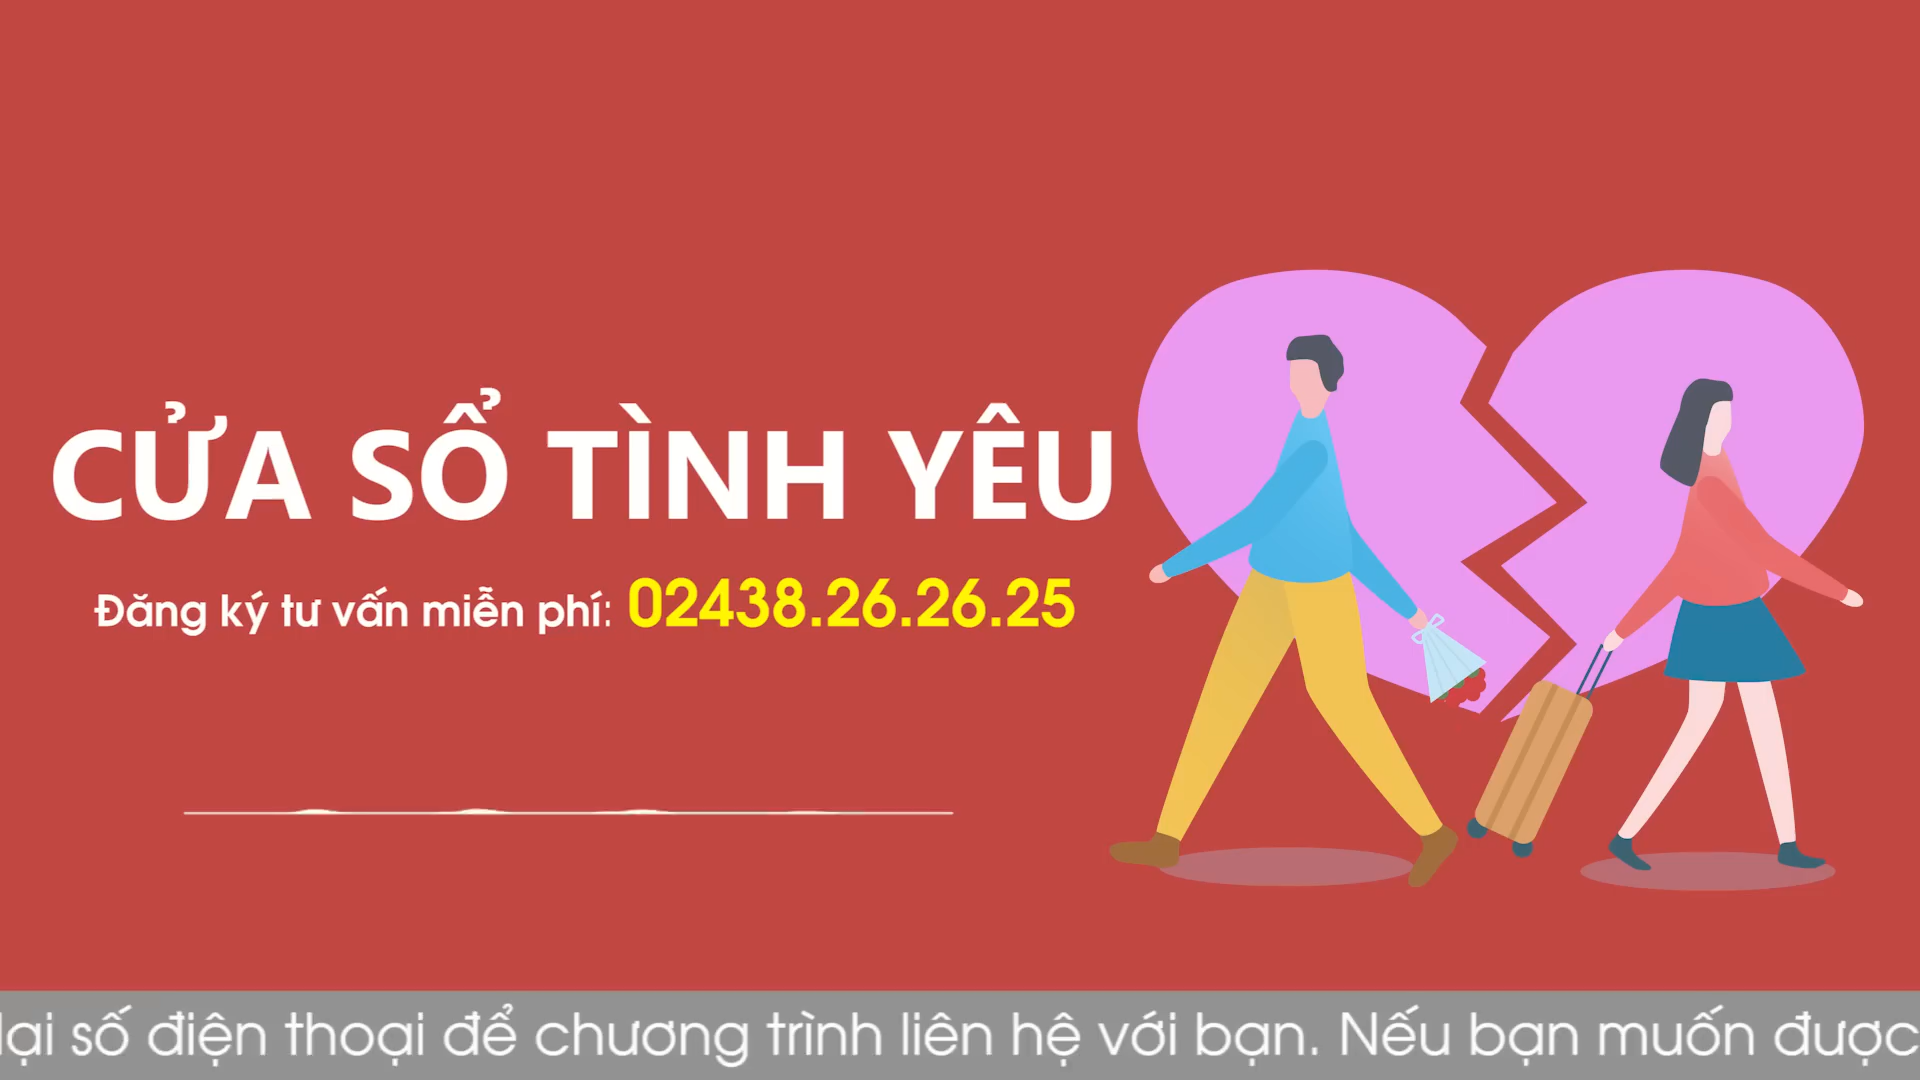 CỬA SỔ TÌNH YÊU
Đăng ký tư vấn miễn phí: 02438.26.26.25
lại số điện thoại để chương trình liên hệ với bạn. Nếu bạn muốn được